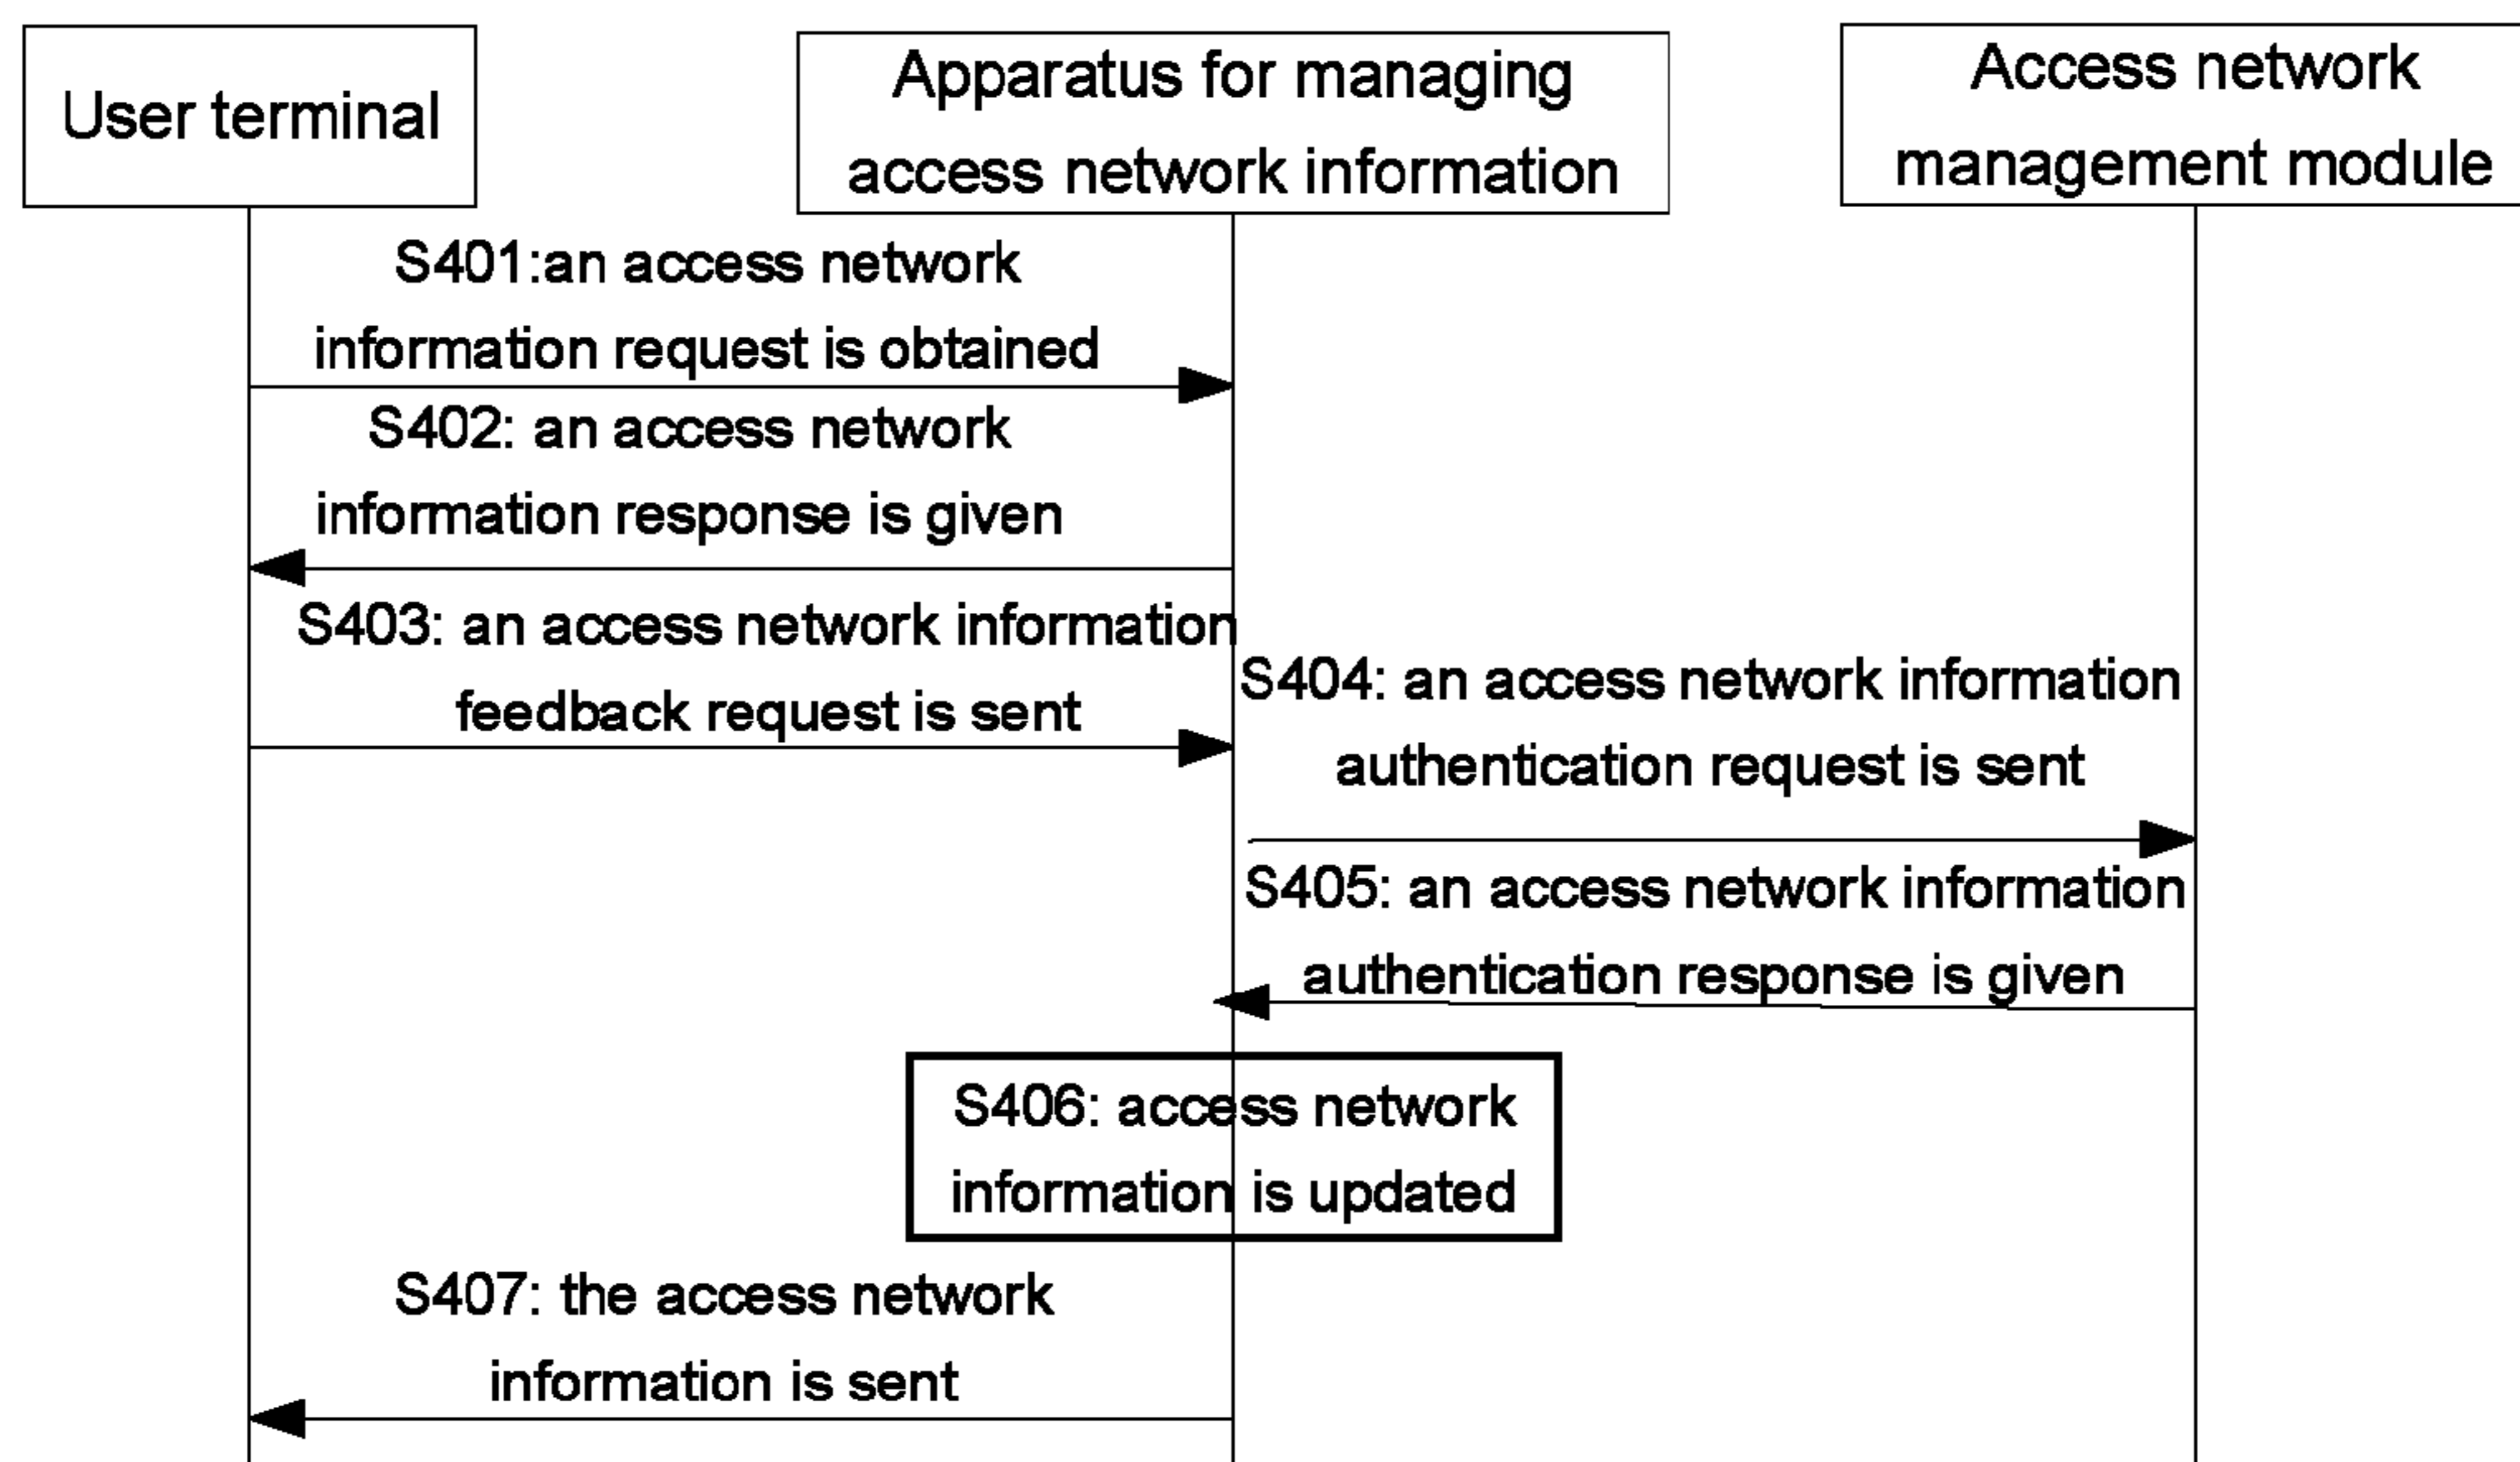 User terminal
Apparatus for managing
access network information
Access network
management module
S401:an access network
information request is obtained
S402: an access network
information response is given
S403: an access network information
feedback request is sent
S404: an access network information
authentication request is sent
S405: an access network information
authentication response is given
S406: access network
information is updated
S407: the access network
information is sent